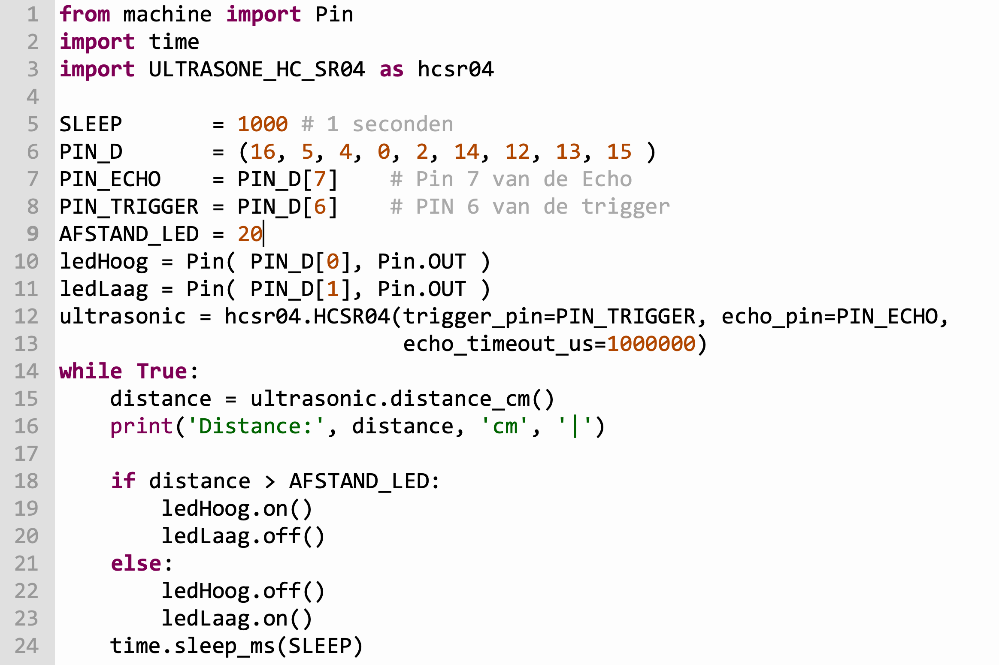 1 from machine import Pin
2 import time
3 import ULTRASONE_HC_SR04 as hcsr04
4
5 SLEEP       = 1000 # 1 seconden
6 PIN_D       = (16, 5, 4, 0, 2, 14, 12, 13, 15 )
7 PIN_ECHO    = PIN_D[7]    # Pin 7 van de Echo
8 PIN_TRIGGER = PIN_D[6]    # PIN 6 van de trigger
9 AFSTAND_LED = 20
10 ledHoog = Pin( PIN_D[0], Pin.OUT )
11 ledLaag = Pin( PIN_D[1], Pin.OUT )
12 ultrasonic = hcsr04.HCSR04(trigger_pin=PIN_TRIGGER, echo_pin=PIN_ECHO,
13                            echo_timeout_us=1000000)
14 while True:
15     distance = ultrasonic.distance_cm()
16     print('Distance:', distance, 'cm', '|')
17
18     if distance > AFSTAND_LED:
19         ledHoog.on()
20         ledLaag.off()
21     else:
22         ledHoog.off()
23         ledLaag.on()
24     time.sleep_ms(SLEEP)